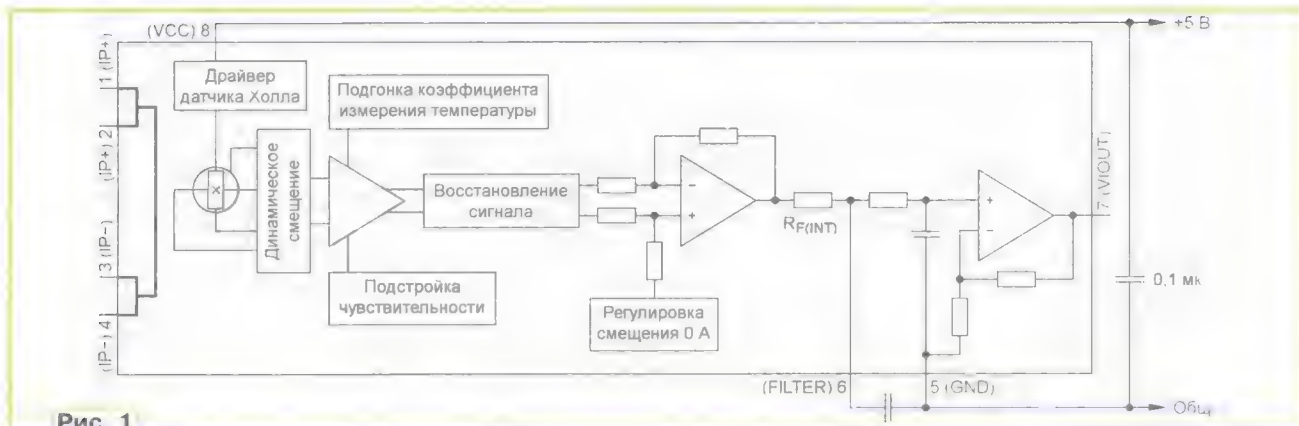 (VCC) 8
+5 В
1 (IP+)
(IP+) 2
3 (IP-)
(IP-) 4
Драйвер
датчика Холла
Подгонка коэффициента
измерения температуры
Динамическое
смещение
Восстановление
сигнала
Подстройка
чувствительности
Регулировка
смещения 0 А
RF(INT)
7 (VIOUT)
0,1 мк
(FILTER) 6
5 (GND)
Общ.
Рис. 1